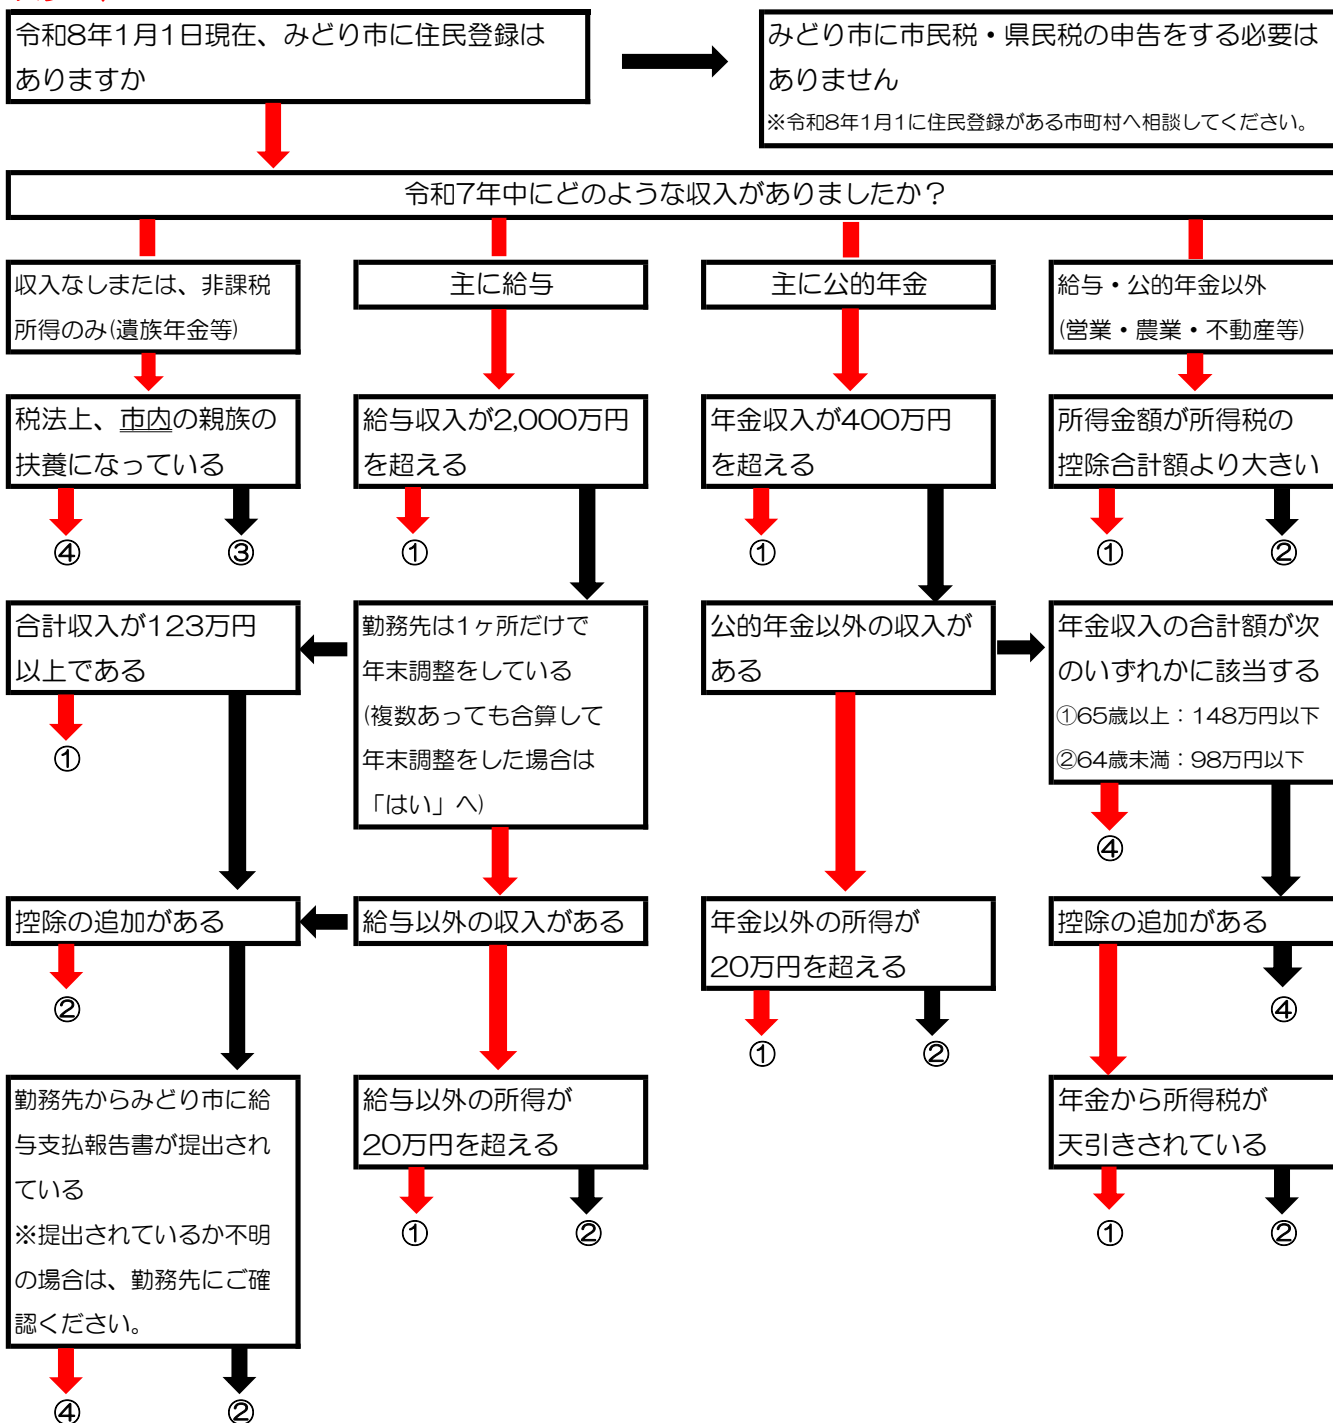 令和8年1月1日現在、みどり市に住民登録は
ありますか
みどり市に市民税・県民税の申告をする必要は
ありません
※令和8年1月1に住民登録がある市町村へ相談してください。
令和7年中にどのような収入がありましたか？
収入なしまたは、非課税
所得のみ(遺族年金等)
主に給与
主に公的年金
給与・公的年金以外
(営業・農業・不動産等)
税法上、市内の親族の
扶養になっている
給与収入が2,000万円
を超える
年金収入が400万円
を超える
所得金額が所得税の
控除合計額より大きい
④
③
①
①
①
②
合計収入が123万円
以上である
勤務先は1ヶ所だけで
年末調整をしている
(複数あっても合算して
年末調整をした場合は
「はい」へ)
公的年金以外の収入が
ある
年金収入の合計額が次
のいずれかに該当する
①65歳以上：148万円以下
②64歳未満：98万円以下
①
④
控除の追加がある
給与以外の収入がある
年金以外の所得が
20万円を超える
控除の追加がある
②
①
②
④
勤務先からみどり市に給
与支払報告書が提出され
ている
※提出されているか不明
の場合は、勤務先にご確
認ください。
給与以外の所得が
20万円を超える
年金から所得税が
天引きされている
①
②
①
②
④
②